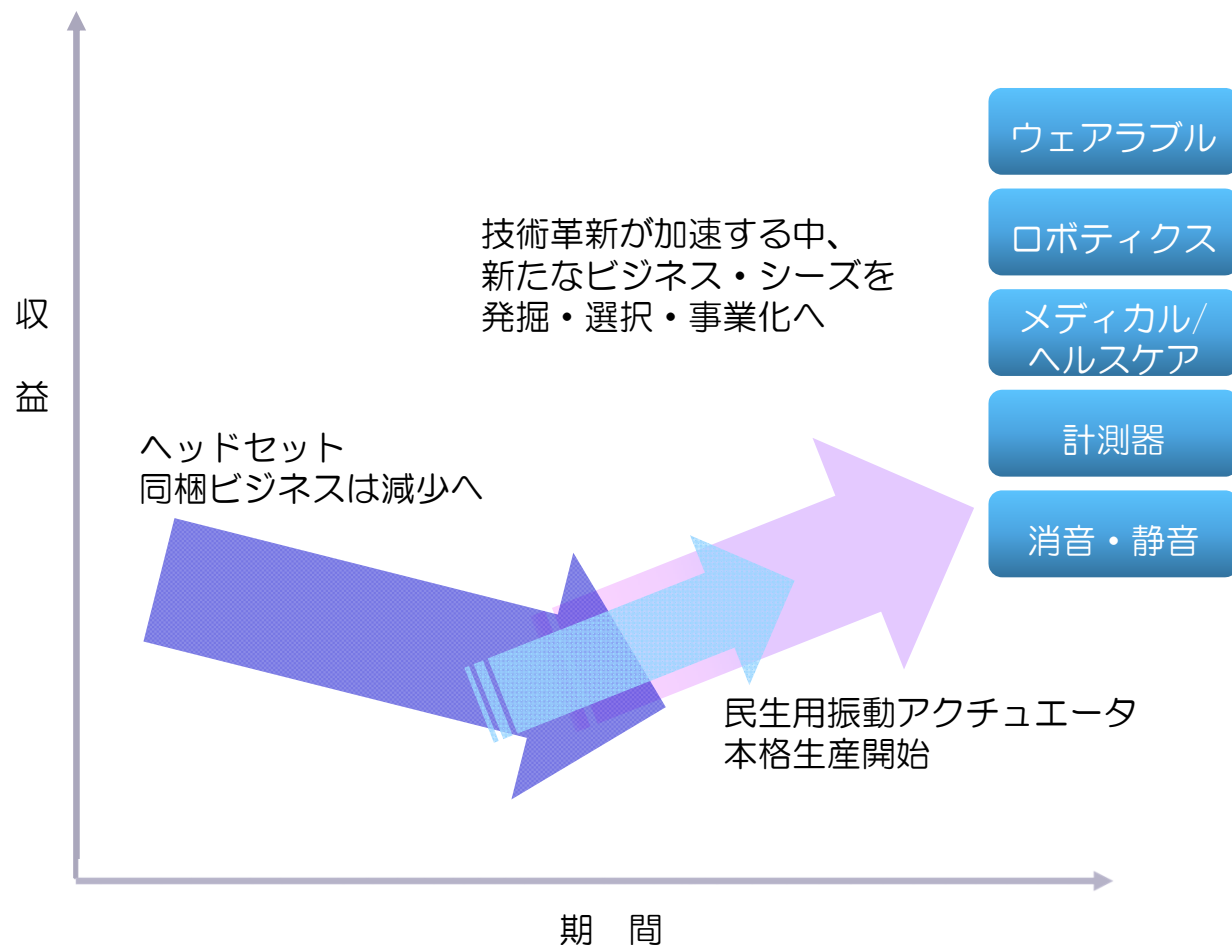 ウェアラブル
ロボティクス
メディカル/
ヘルスケア
計測器
消音・静音
技術革新が加速する中、
新たなビジネス・シーズを
発掘・選択・事業化へ
収
益
ヘッドセット
同梱ビジネスは減少へ
民生用振動アクチュエータ
本格生産開始
期　間